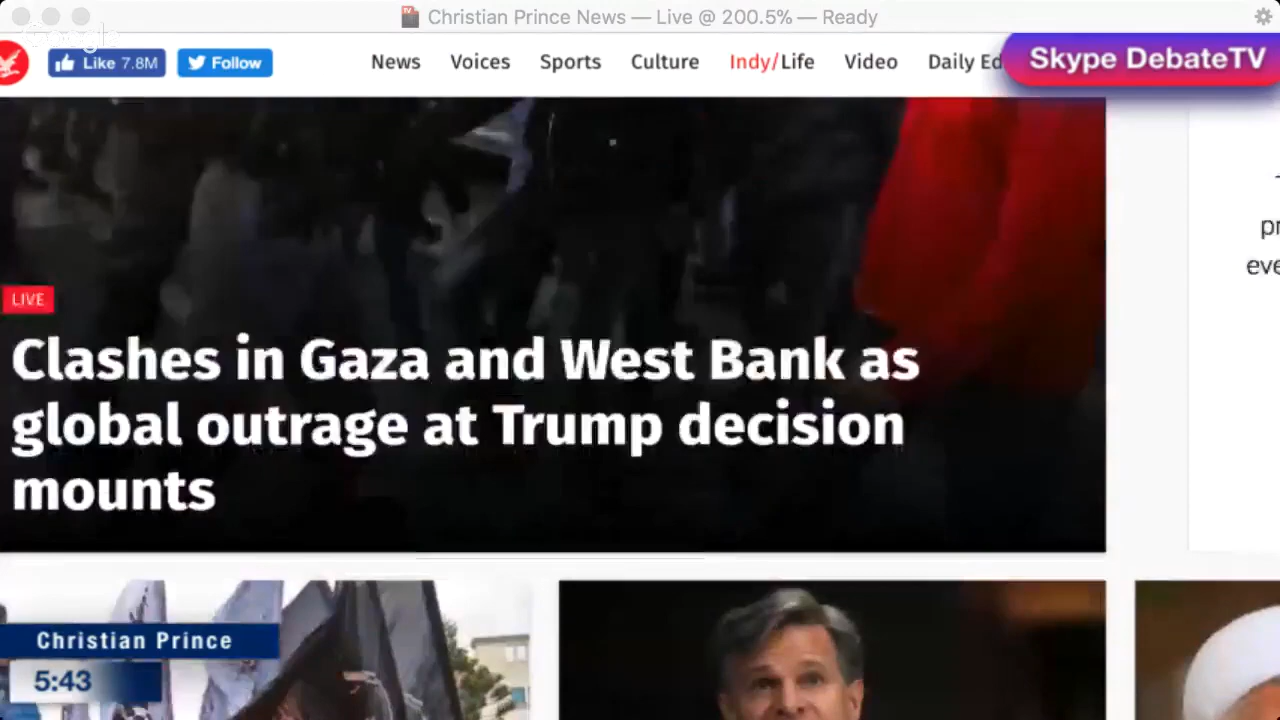 Christian Prince News — Live @ 200.5% — Ready
Google
Like 7.8M
Follow
News Voices Sports Culture Indy/Life Video Daily Ed
Skype DebateTV
LIVE
Clashes in Gaza and West Bank as
global outrage at Trump decision
mounts
Christian Prince
5:43